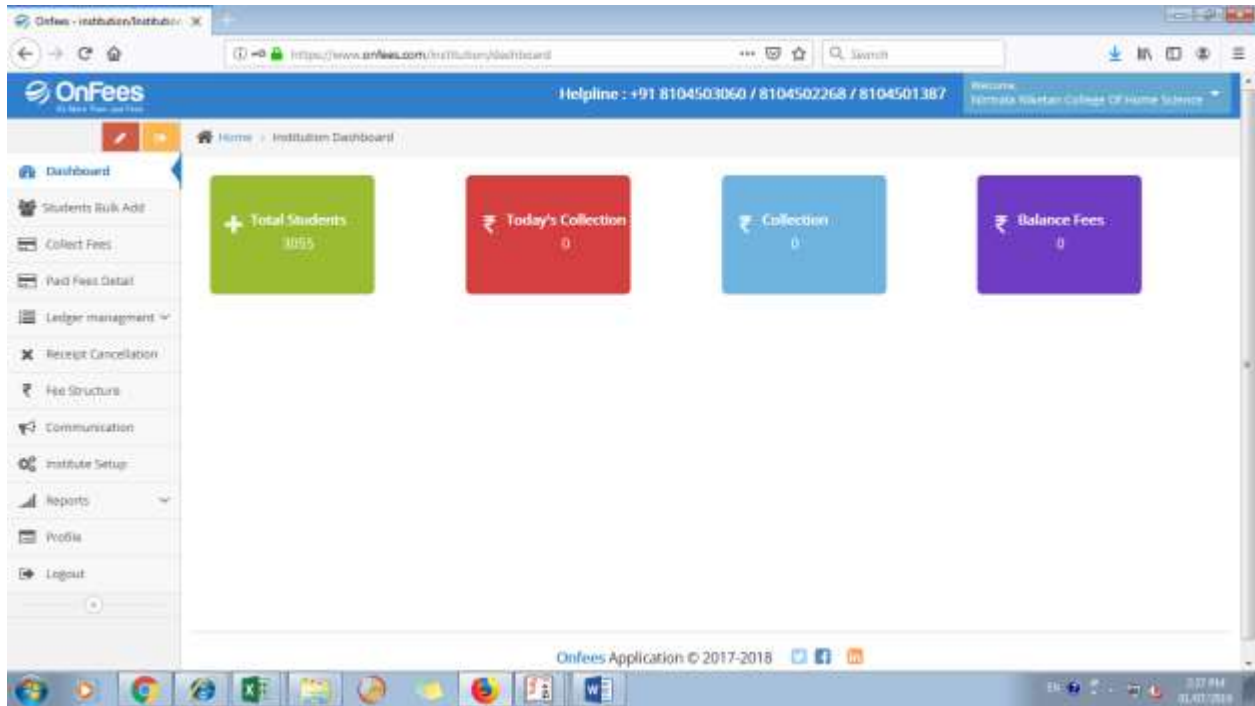 Onfees - institution/Institution
https://www.onfees.com/institution/dashboard
Search
OnFees
Helpline : +91 8104503060 / 8104502268 / 8104501387
Welcome,
Nirmala Niketan College Of Home Science
Home
Institution Dashboard
Dashboard
Students Bulk Add
Collect Fees
Paid Fees Detail
Ledger managment
Receipt Cancellation
Fee Structure
Communication
Institute Setup
Reports
Profile
Logout
Total Students
3055
Today's Collection
0
Collection
0
Balance Fees
0
Onfees Application © 2017-2018
EN